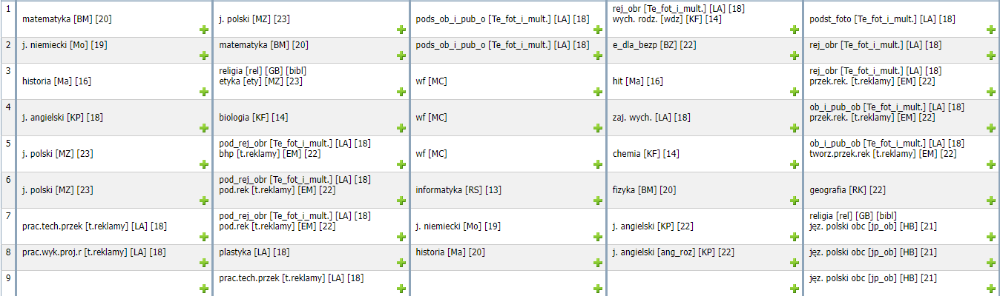 1
matematyka [BM] [20]
j. polski [MZ] [23]
pods_ob_i_pub_o [Te_fot_i_mult.] [LA] [18]
rej_obr [Te_fot_i_mult.] [LA] [18]
wych. rodz. [wdz] [KF] [14]
podst_foto [Te_fot_i_mult.] [LA] [18]
2
j. niemiecki [Mo] [19]
matematyka [BM] [20]
pods_ob_i_pub_o [Te_fot_i_mult.] [LA] [18]
e_dla_bezp [BZ] [22]
rej_obr [Te_fot_i_mult.] [LA] [18]
3
historia [Ma] [16]
religia [rel] [GB] [bibl]
etyka [ety] [MZ] [23]
wf [MC]
hit [Ma] [16]
rej_obr [Te_fot_i_mult.] [LA] [18]
przek.rek. [t.reklamy] [EM] [22]
4
j. angielski [KP] [18]
biologia [KF] [14]
wf [MC]
zaj. wych. [LA] [18]
ob_i_pub_ob [Te_fot_i_mult.] [LA] [18]
przek.rek. [t.reklamy] [EM] [22]
5
j. polski [MZ] [23]
pod_rej_obr [Te_fot_i_mult.] [LA] [18]
bhp [t.reklamy] [EM] [22]
wf [MC]
chemia [KF] [14]
ob_i_pub_ob [Te_fot_i_mult.] [LA] [18]
tworz.przek.rek [t.reklamy] [EM] [22]
6
j. polski [MZ] [23]
pod_rej_obr [Te_fot_i_mult.] [LA] [18]
pod.rek [t.reklamy] [EM] [22]
informatyka [RS] [13]
fizyka [BM] [20]
geografia [RK] [22]
7
prac.tech.przek [t.reklamy] [LA] [18]
pod_rej_obr [Te_fot_i_mult.] [LA] [18]
pod.rek [t.reklamy] [EM] [22]
j. niemiecki [Mo] [19]
j. angielski [KP] [22]
religia [rel] [GB] [bibl]
jęz. polski obc [jp_ob] [HB] [21]
8
prac.wyk.proj.r [t.reklamy] [LA] [18]
plastyka [LA] [18]
historia [Ma] [20]
j. angielski [ang_roz] [KP] [22]
jęz. polski obc [jp_ob] [HB] [21]
9
prac.tech.przek [t.reklamy] [LA] [18]
jęz. polski obc [jp_ob] [HB] [21]